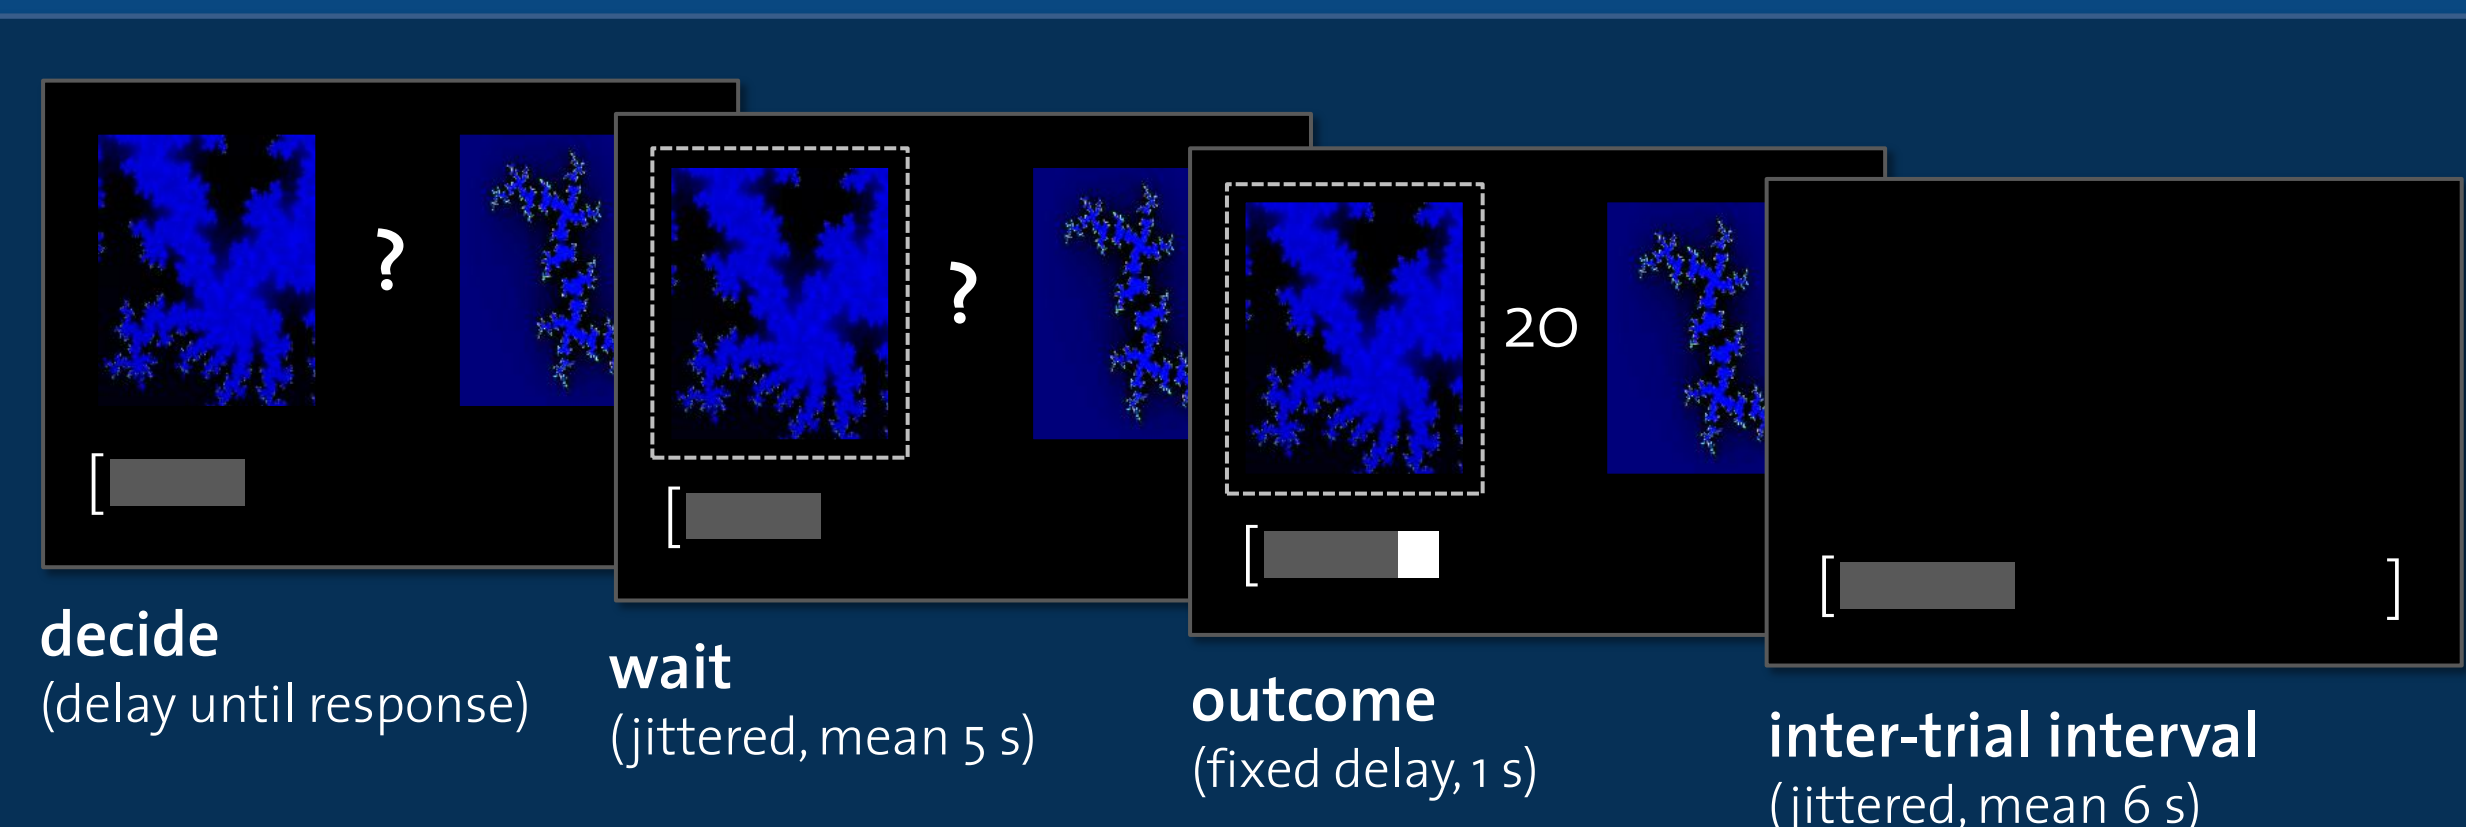 ?
?
20
[
[
[
[ ]
decide
(delay until response)
wait
(jittered, mean 5 s)
outcome
(fixed delay, 1 s)
inter-trial interval
(jittered, mean 6 s)